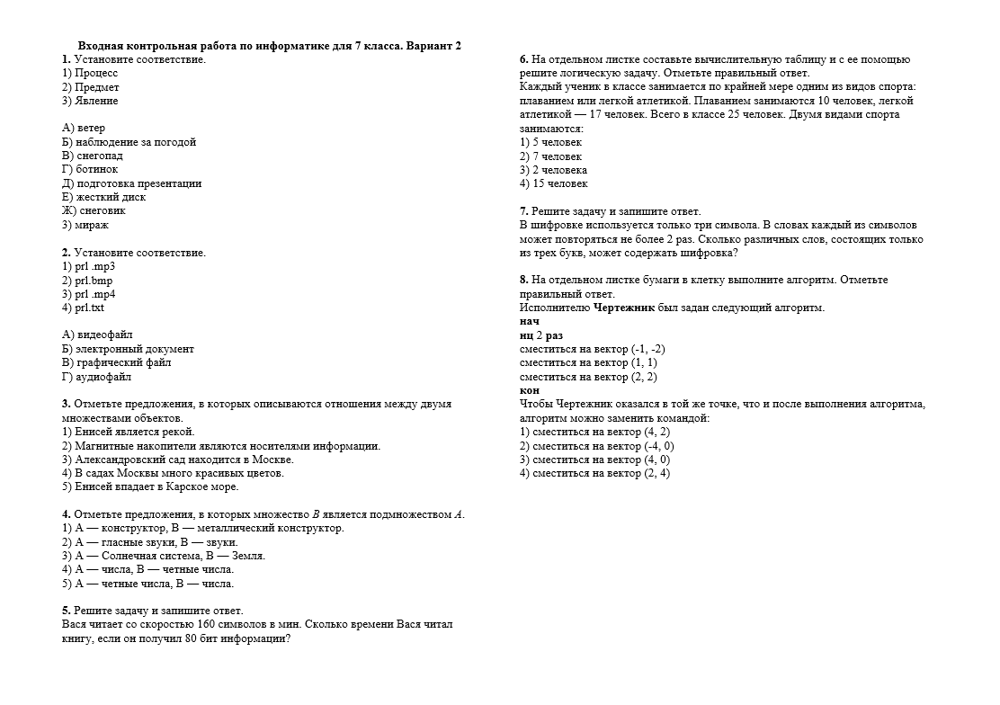 Входная контрольная работа по информатике для 7 класса. Вариант 2
1. Установите соответствие.
1) Процесс
2) Предмет
3) Явление
А) ветер
Б) наблюдение за погодой
В) снегопад
Г) ботинок
Д) подготовка презентации
Е) жесткий диск
Ж) снеговик
З) мираж
2. Установите соответствие.
1) prl .mp3
2) prl.bmp
3) prl .mp4
4) prl.txt
А) видеофайл
Б) электронный документ
В) графический файл
Г) аудиофайл
3. Отметьте предложения, в которых описываются отношения между двумя
множествами объектов.
1) Енисей является рекой.
2) Магнитные накопители являются носителями информации.
3) Александровский сад находится в Москве.
4) В садах Москвы много красивых цветов.
5) Енисей впадает в Карское море.
4. Отметьте предложения, в которых множество В является подмножеством А.
1) А — конструктор, В — металлический конструктор.
2) А — гласные звуки, В — звуки.
3) А — Солнечная система, В — Земля.
4) А — числа, В — четные числа.
5) А — четные числа, В — числа.
5. Решите задачу и запишите ответ.
Вася читает со скоростью 160 символов в мин. Сколько времени Вася читал
книгу, если он получил 80 бит информации?
6. На отдельном листке составьте вычислительную таблицу и с ее помощью
решите логическую задачу. Отметьте правильный ответ.
Каждый ученик в классе занимается по крайней мере одним из видов спорта:
плаванием или легкой атлетикой. Плаванием занимаются 10 человек, легкой
атлетикой — 17 человек. Всего в классе 25 человек. Двумя видами спорта
занимаются:
1) 5 человек
2) 7 человек
3) 2 человека
4) 15 человек
7. Решите задачу и запишите ответ.
В шифровке используется только три символа. В словах каждый из символов
может повторяться не более 2 раз. Сколько различных слов, состоящих только
из трех букв, может содержать шифровка?
8. На отдельном листке бумаги в клетку выполните алгоритм. Отметьте
правильный ответ.
Исполнителю Чертежник был задан следующий алгоритм.
нач
нц 2 раз
сместиться на вектор (-1, -2)
сместиться на вектор (1, 1)
сместиться на вектор (2, 2)
кон
Чтобы Чертежник оказался в той же точке, что и после выполнения алгоритма,
алгоритм можно заменить командой:
1) сместиться на вектор (4, 2)
2) сместиться на вектор (-4, 0)
3) сместиться на вектор (4, 0)
4) сместиться на вектор (2, 4)